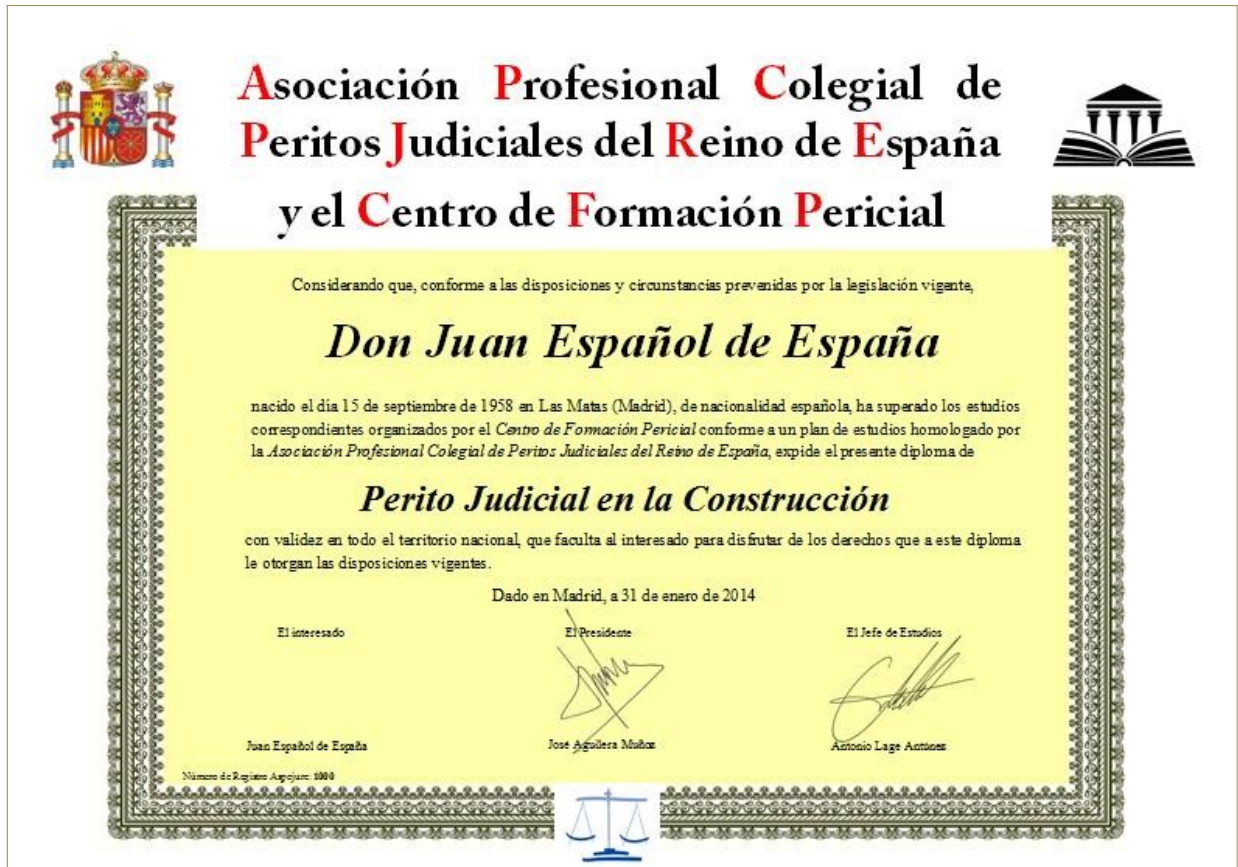 Asociación Profesional Colegial de
Peritos Judiciales del Reino de España
y el Centro de Formación Pericial
Considerando que, conforme a las disposiciones y circunstancias prevenidas por la legislación vigente,
Don Juan Español de España
nacido el día 15 de septiembre de 1958 en Las Matas (Madrid), de nacionalidad española, ha superado los estudios
correspondientes organizados por el Centro de Formación Pericial conforme a un plan de estudios homologado por
la Asociación Profesional Colegial de Peritos Judiciales del Reino de España, expide el presente diploma de
Perito Judicial en la Construcción
con validez en todo el territorio nacional, que faculta al interesado para disfrutar de los derechos que a este diploma
le otorgan las disposiciones vigentes.
Dado en Madrid, a 31 de enero de 2014
El interesado El Presidente El Jefe de Estudios
Juan Español de España José Aguilera Muñoz Antonio Lage Antúnez
Número de Registro Aspejure: 1000